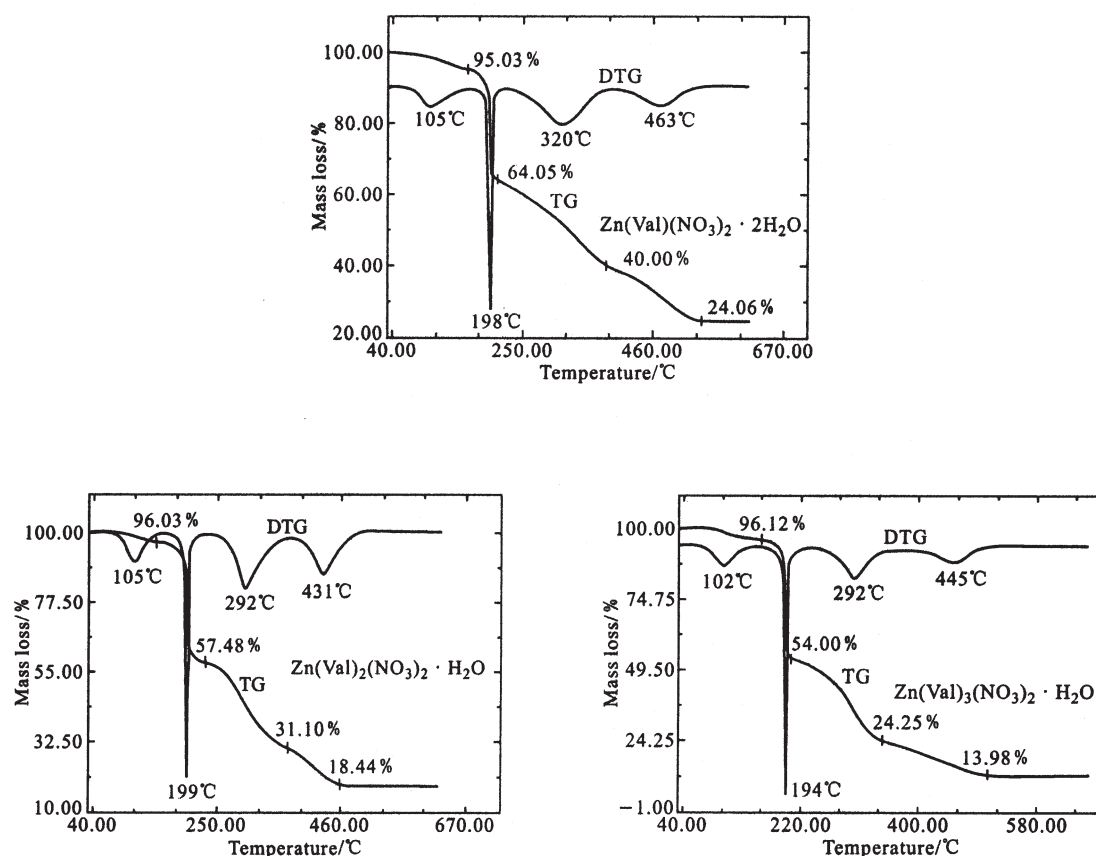 100.00
80.00
60.00
40.00
20.00
Mass loss/%
95.03%
DTG
105℃
320℃
463℃
64.05%
TG
Zn(Val)(NO₃)₂ · 2H₂O
40.00%
24.06%
198℃
40.00 250.00 460.00 670.00
Temperature/℃
100.00
77.50
55.00
32.50
10.00
Mass loss/%
96.03%
DTG
105℃
292℃
431℃
57.48%
Zn(Val)₂(NO₃)₂ · H₂O
TG
31.10%
18.44%
199℃
40.00 250.00 460.00 670.00
Temperature/℃
100.00
74.75
49.50
24.25
−1.00
Mass loss/%
96.12%
DTG
102℃
292℃
445℃
54.00%
TG
Zn(Val)₃(NO₃)₂ · H₂O
24.25%
13.98%
194℃
40.00 220.00 400.00 580.00
Temperature/℃